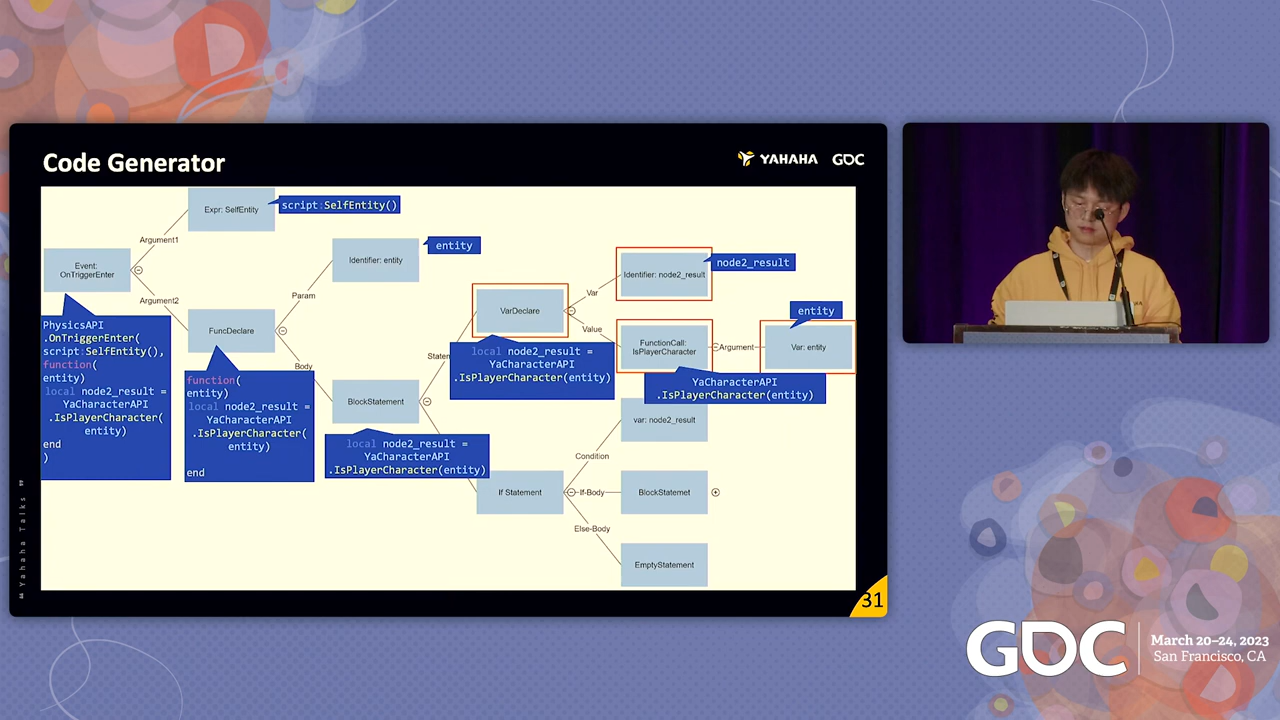 Code Generator
YAHAHA GDC
Expr: SelfEntity
script:SelfEntity()
Argument1
Event:
OnTriggerEnter
Argument2
PhysicsAPI
.OnTriggerEnter(
script:SelfEntity(),
function(
entity)
local node2_result =
YaCharacterAPI
.IsPlayerCharacter(
entity)
end
)
FuncDeclare
function(
entity)
local node2_result =
YaCharacterAPI
.IsPlayerCharacter(
entity)
end
Param
Identifier: entity
entity
Body
BlockStatement
local node2_result =
YaCharacterAPI
.IsPlayerCharacter(entity)
VarDeclare
local node2_result =
YaCharacterAPI
.IsPlayerCharacter(entity)
Var
Identifier: node2_result
node2_result
Value
FunctionCall:
IsPlayerCharacter
YaCharacterAPI
.IsPlayerCharacter(entity)
Argument
Var: entity
entity
If Statement
Condition
var: node2_result
If-Body
BlockStatemet
Else-Body
EmptyStatement
Yahaha Talks
31
GDC
March 20–24, 2023
San Francisco, CA